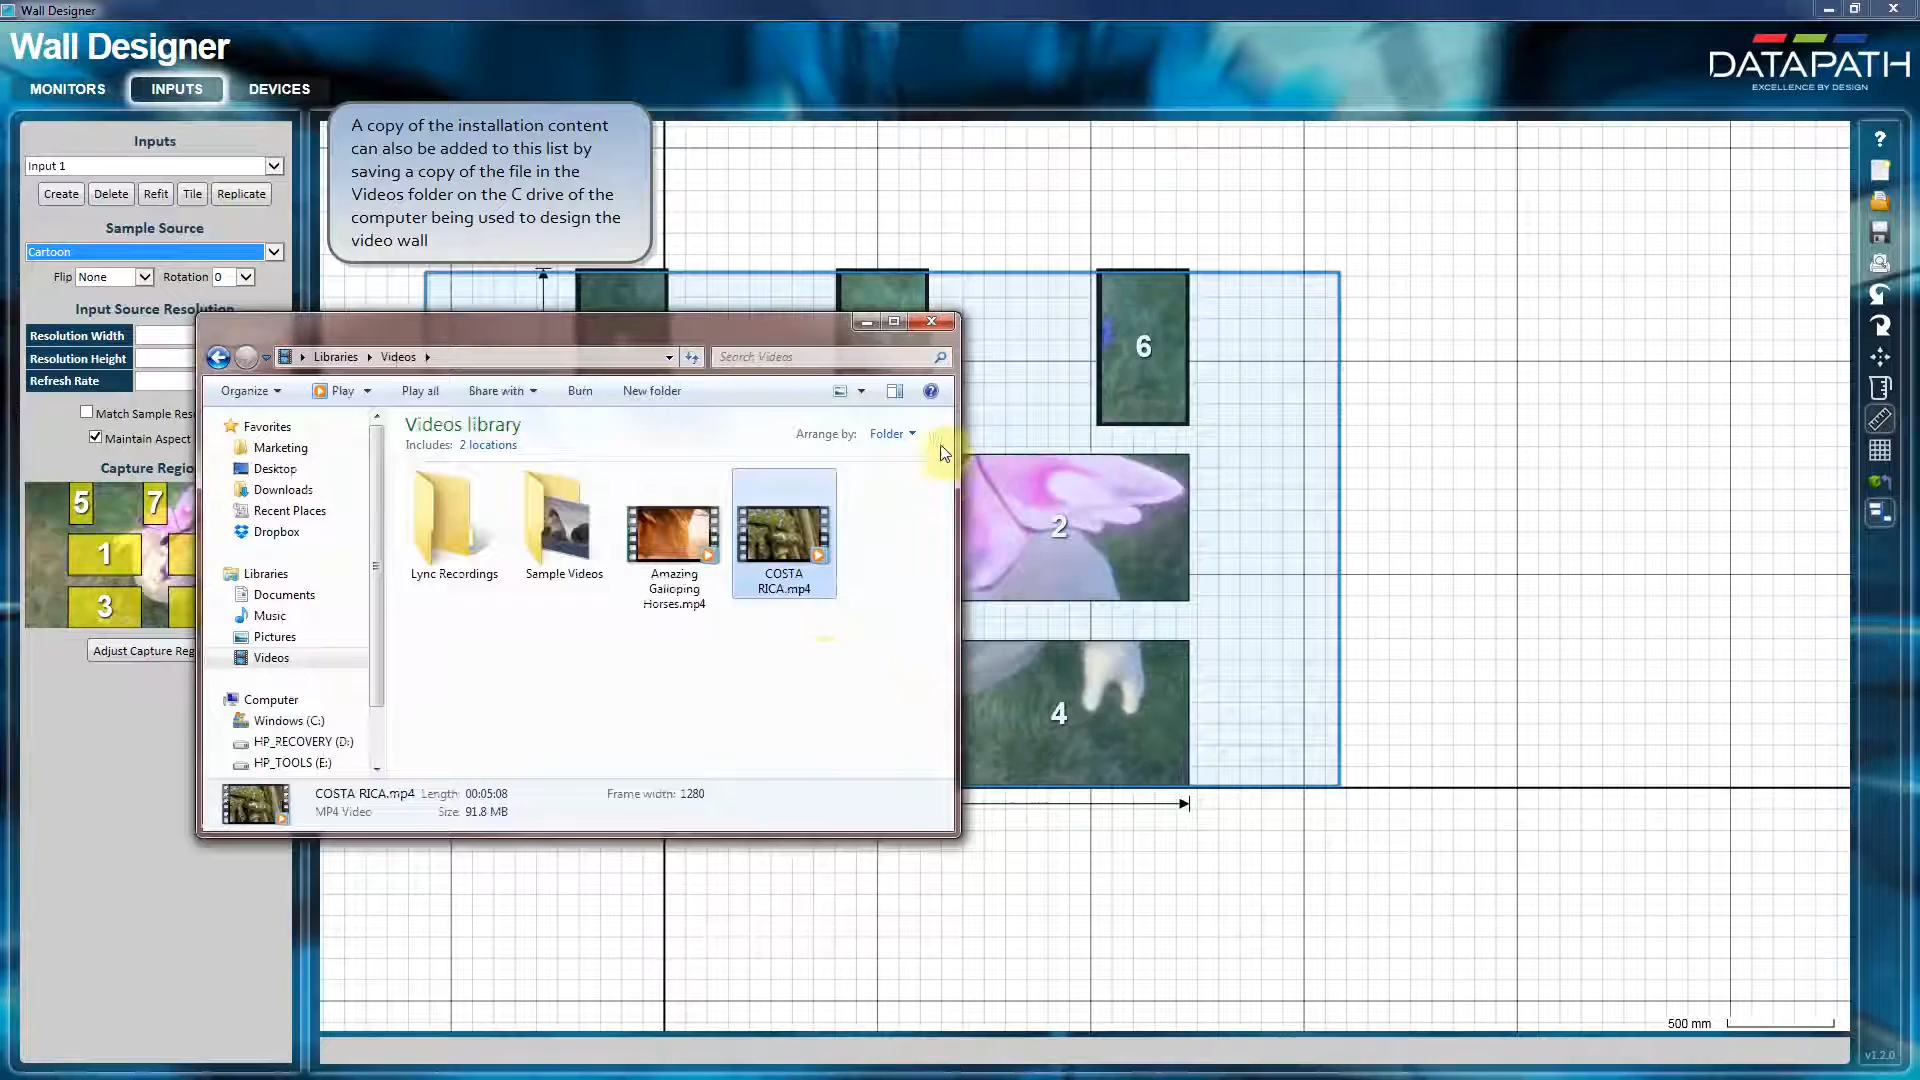 Wall Designer
Wall Designer
DATAPATH
EXCELLENCE BY DESIGN
MONITORS
INPUTS
DEVICES
Inputs
Input 1
Create
Delete
Refit
Tile
Replicate
Sample Source
Cartoon
Flip None
Rotation 0
Input Source Resolution
Resolution Width
Resolution Height
Refresh Rate
Match Sample Res
Maintain Aspect
Capture Regio
5
7
1
3
Adjust Capture Reg
A copy of the installation content
can also be added to this list by
saving a copy of the file in the
Videos folder on the C drive of the
computer being used to design the
video wall
Libraries
Videos
Search Videos
Organize
Play
Play all
Share with
Burn
New folder
Favorites
Marketing
Desktop
Downloads
Recent Places
Dropbox
Libraries
Documents
Music
Pictures
Videos
Computer
Windows (C:)
HP_RECOVERY (D:)
HP_TOOLS (E:)
Videos library
Includes: 2 locations
Arrange by: Folder
Lync Recordings
Sample Videos
Amazing
Galloping
Horses.mp4
COSTA
RICA.mp4
COSTA RICA.mp4 Length: 00:05:08 Frame width: 1280
MP4 Video Size: 91.8 MB
6
2
4
500 mm
v1.2.0